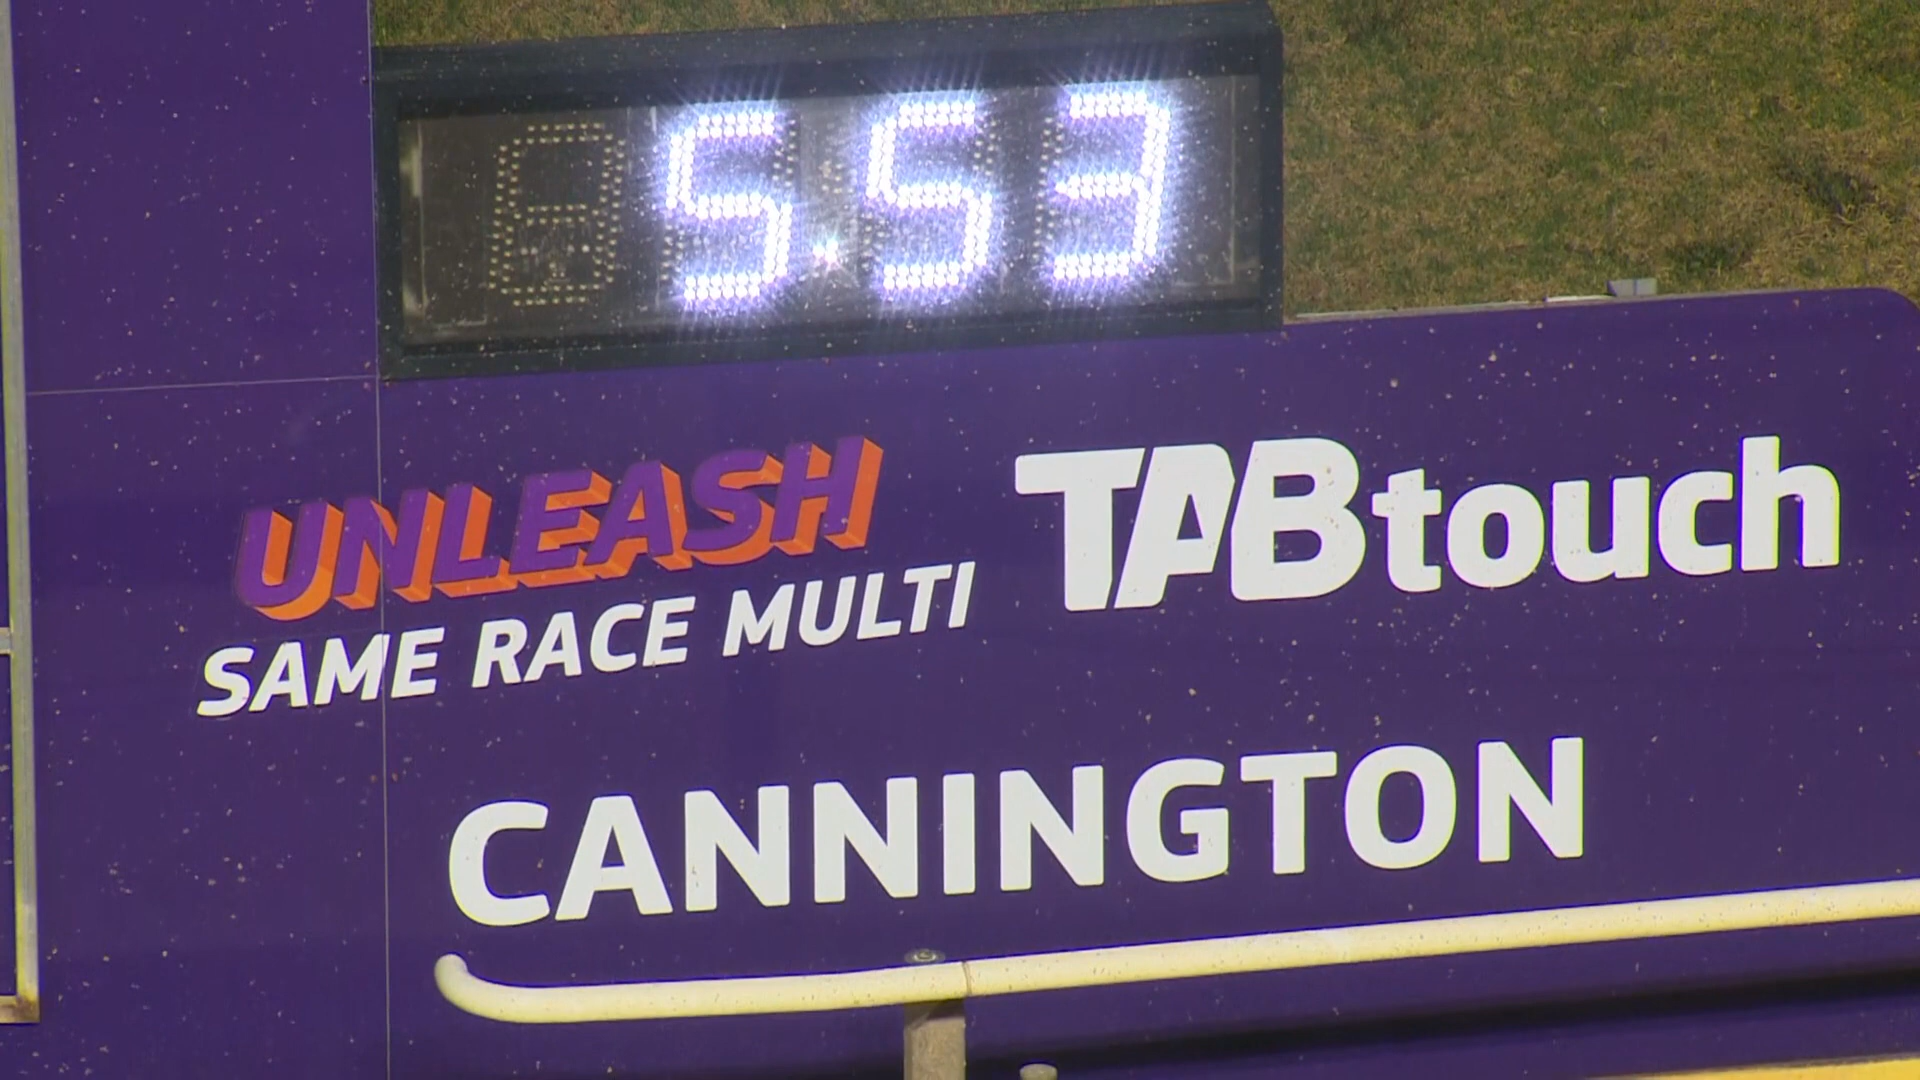 5.53
UNLEASH
SAME RACE MULTI
TABtouch
CANNINGTON